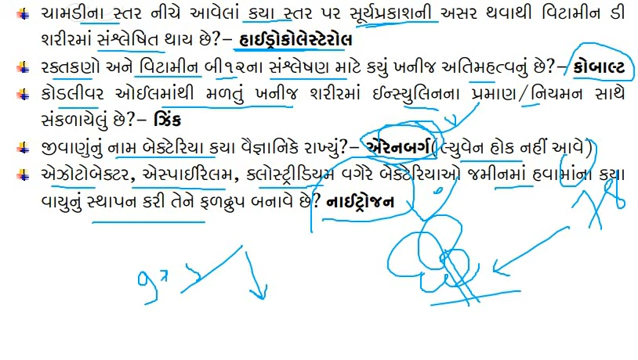 ચામડીના સ્તર નીચે આવેલાં કયા સ્તર પર સૂર્યપ્રકાશની અસર થવાથી વિટામીન ડી
શરીરમાં સંશ્લેષિત થાય છે?– હાઇડ્રોકોલેસ્ટેરોલ
રક્તકણો અને વિટામીન બી૧૨ના સંશ્લેષણ માટે કયું ખનીજ અતિમહત્વનું છે?– કોબાલ્ટ
કોડલીવર ઓઈલમાંથી મળતું ખનીજ શરીરમાં ઈન્સ્યુલિનના પ્રમાણ/નિયમન સાથે
સંકળાયેલું છે?– ઝિંક
જીવાણુંનું નામ બેક્ટેરિયા કયા વૈજ્ઞાનિકે રાખ્યું?– એરનબર્ગ(લ્યુવેન હોક નહીં આવે)
એઝોટોબેક્ટર, એસ્પાઈરિલમ, ક્લોસ્ટ્રીડિયમ વગેરે બેક્ટેરિયાઓ જમીનમાં હવામાંના કયા
વાયુનું સ્થાપન કરી તેને ફળદ્રુપ બનાવે છે? નાઈટ્રોજન